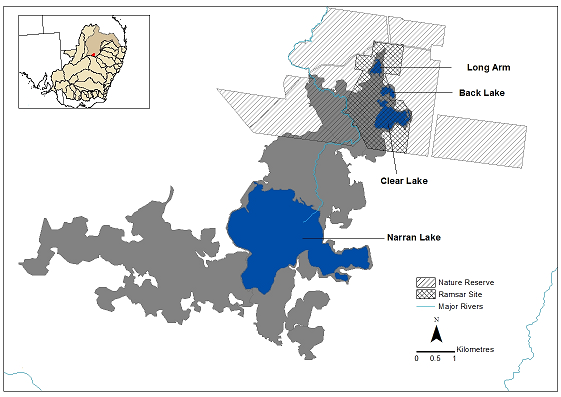 Long Arm
Back Lake
Clear Lake
Narran Lake
Nature Reserve
Ramsar Site
Major Rivers
N
Kilometres
0 0.5 1